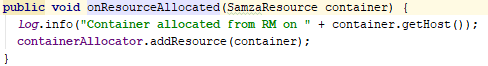 public void onResourceAllocated(SamzaResource container) {
  log.info("Container allocated from RM on " + container.getHost());
  containerAllocator.addResource(container);
}